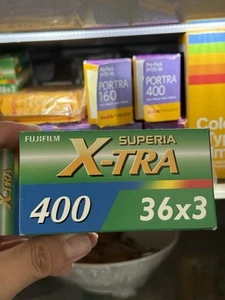 PORTRA
160
PORTRA
400
FUJIFILM
SUPERIA
X-TRA
400
36x3